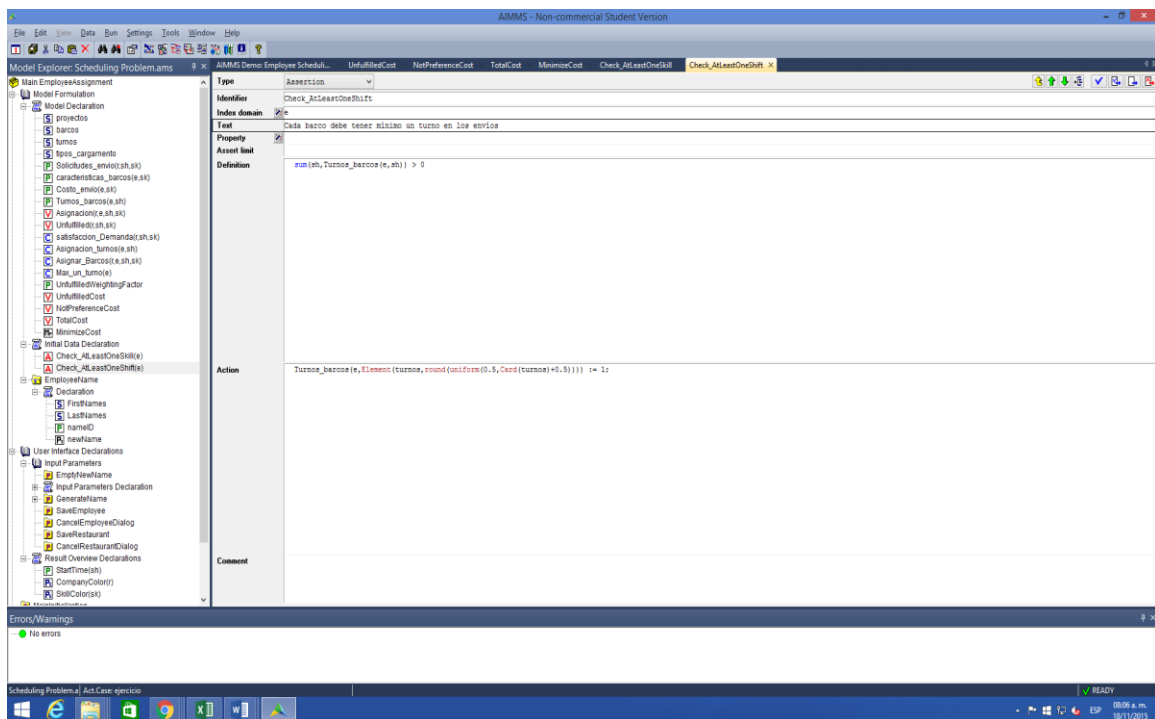 AIMMS - Non-commercial Student Version
File Edit View Data Run Settings Tools Window Help
Model Explorer: Scheduling Problem.ams
AIMMS Demo: Employee Scheduli... UnfulfilledCost NotPreferenceCost TotalCost MinimizeCost Check_AtLeastOneSkill Check_AtLeastOneShift
Main EmployeeAssignment
Model Formulation
Model Declaration
S proyectos
S barcos
S turnos
S tipos_cargamento
P Solicitudes_envio(r,sh,sk)
P caracteristicas_barcos(e,sk)
P Costo_envio(e,sk)
P Turnos_barcos(e,sh)
V Asignacion(r,e,sh,sk)
V Unfulfilled(r,sh,sk)
C satisfaccion_Demanda(r,sh,sk)
C Asignacion_turnos(e,sh)
C Asignar_Barcos(r,e,sh,sk)
C Max_un_turno(e)
P UnfulfilledWeightingFactor
V UnfulfilledCost
V NotPreferenceCost
V TotalCost
MinimizeCost
Initial Data Declaration
A Check_AtLeastOneSkill(e)
A Check_AtLeastOneShift(e)
EmployeeName
Declaration
S FirstNames
S LastNames
P nameID
newName
User Interface Declarations
Input Parameters
EmptyNewName
Input Parameters Declaration
GenerateName
SaveEmployee
CancelEmployeeDialog
SaveRestaurant
CancelRestaurantDialog
Result Overview Declarations
P StartTime(sh)
CompanyColor(r)
SkillColor(sk)
Type Assertion
Identifier Check_AtLeastOneShift
Index domain e
Text Cada barco debe tener mínimo un turno en los envíos
Property
Assert limit
Definition sum(sh,Turnos_barcos(e,sh)) > 0
Action Turnos_barcos(e,Element(turnos,round(uniform(0.5,Card(turnos)+0.5)))) := 1;
Comment
Errors/Warnings
No errors
Scheduling Problem.a Act.Case: ejercicio READY
ESP 08:06 a. m.
18/11/2015